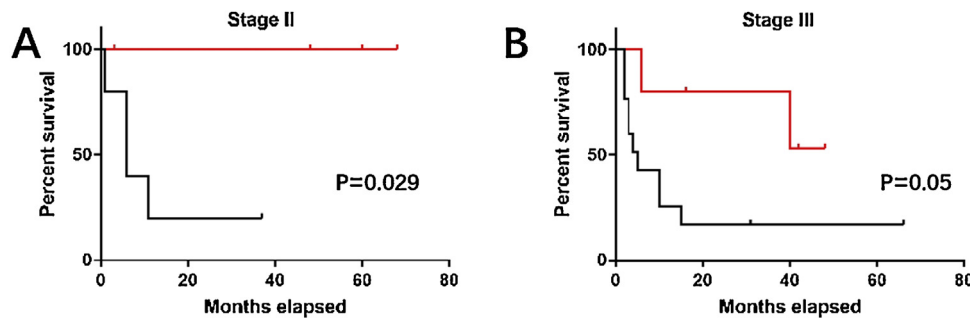 A
Stage II
100
50
0
Percent survival
P=0.029
0 20 40 60 80
Months elapsed
B
Stage III
100
50
0
Percent survival
P=0.05
0 20 40 60 80
Months elapsed